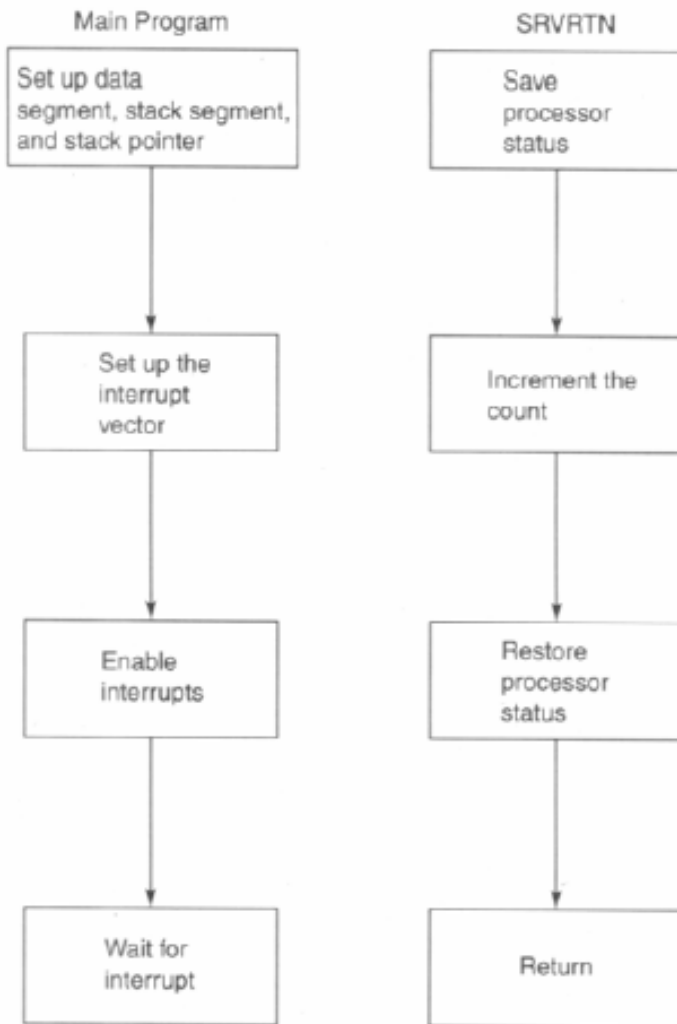 Main Program
Set up data
segment, stack segment,
and stack pointer
Set up the
interrupt
vector
Enable
interrupts
Wait for
interrupt
SRVRTN
Save
processor
status
Increment the
count
Restore
processor
status
Return